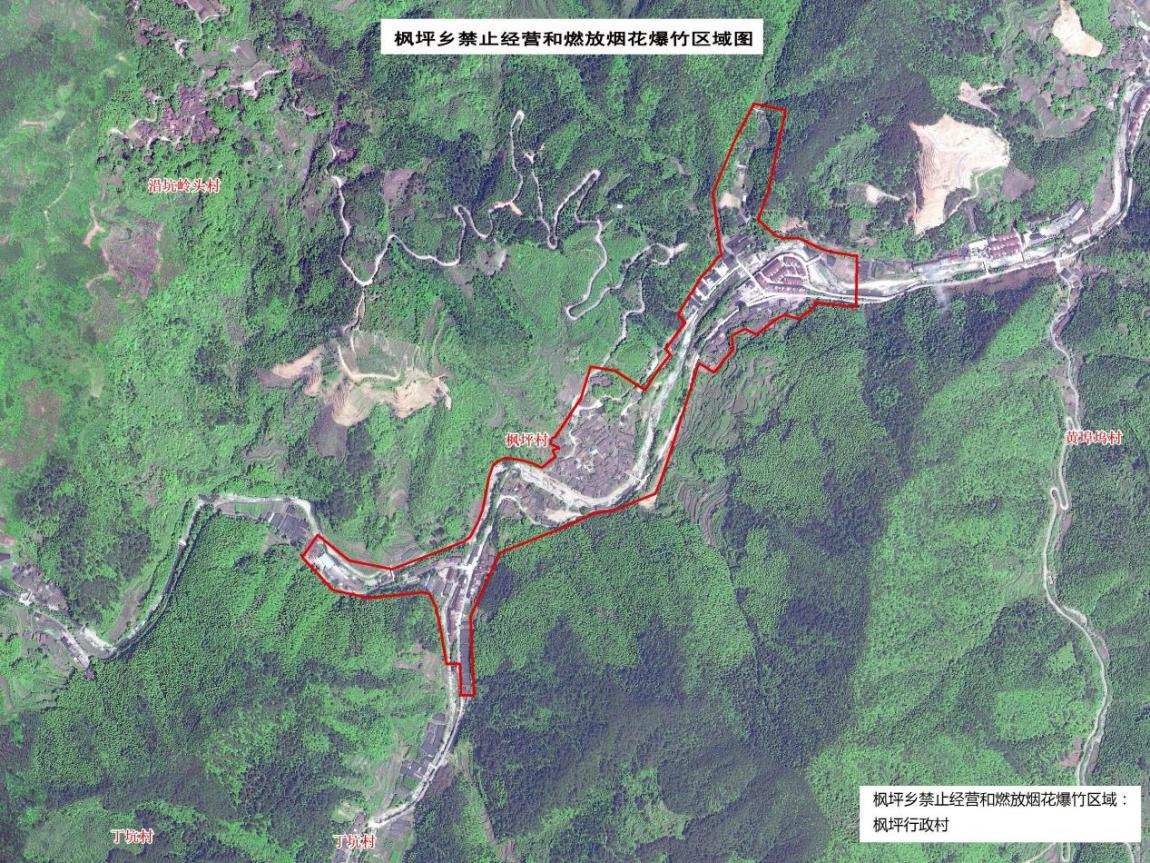 枫坪乡禁止经营和燃放烟花爆竹区域图
沿坑岭头村
枫坪村
黄埠坞村
枫坪乡禁止经营和燃放烟花爆竹区域：
枫坪行政村
丁坑村
丁坑村